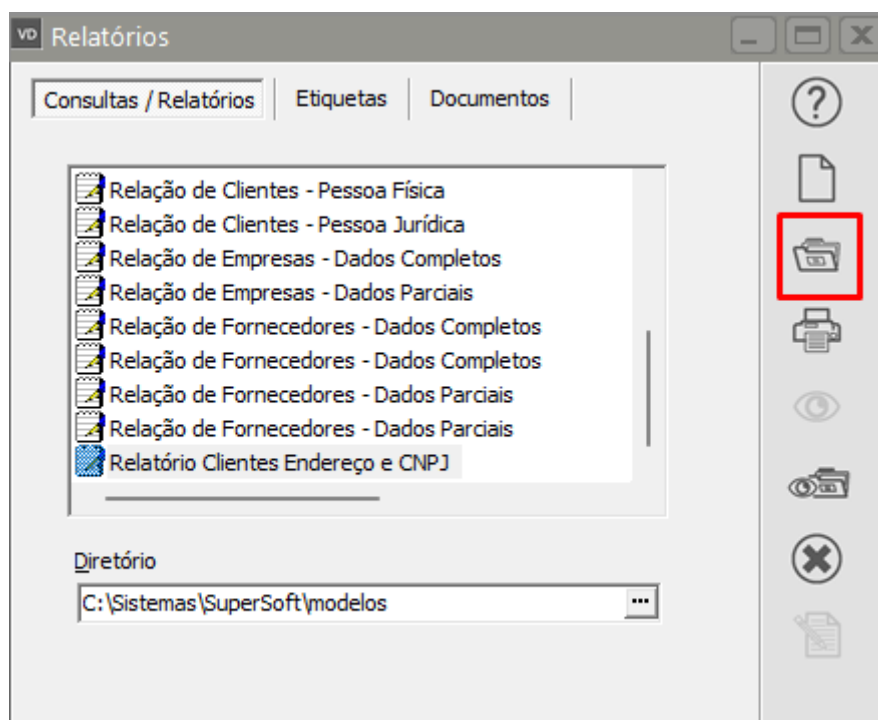 VD Relatórios
Consultas / Relatórios Etiquetas Documentos
Relação de Clientes - Pessoa Física
Relação de Clientes - Pessoa Jurídica
Relação de Empresas - Dados Completos
Relação de Empresas - Dados Parciais
Relação de Fornecedores - Dados Completos
Relação de Fornecedores - Dados Completos
Relação de Fornecedores - Dados Parciais
Relação de Fornecedores - Dados Parciais
Relatório Clientes Endereço e CNPJ
Diretório
C:\Sistemas\SuperSoft\modelos ...